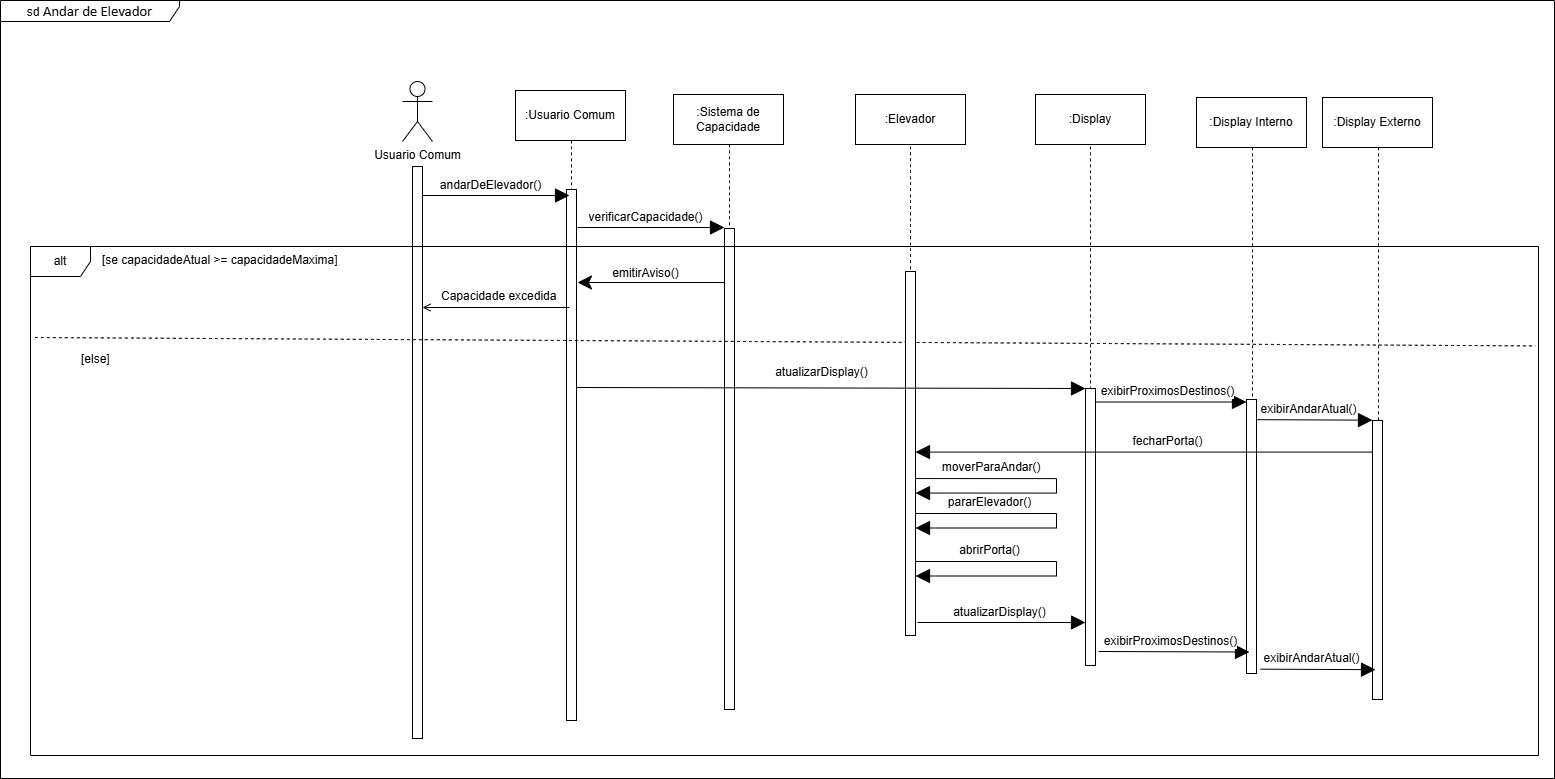 sd Andar de Elevador
:Usuario Comum
:Sistema de
Capacidade
:Elevador
:Display
:Display Interno
:Display Externo
Usuario Comum
andarDeElevador()
verificarCapacidade()
alt
[se capacidadeAtual >= capacidadeMaxima]
emitirAviso()
Capacidade excedida
[else]
atualizarDisplay()
exibirProximosDestinos()
exibirAndarAtual()
fecharPorta()
moverParaAndar()
pararElevador()
abrirPorta()
atualizarDisplay()
exibirProximosDestinos()
exibirAndarAtual()